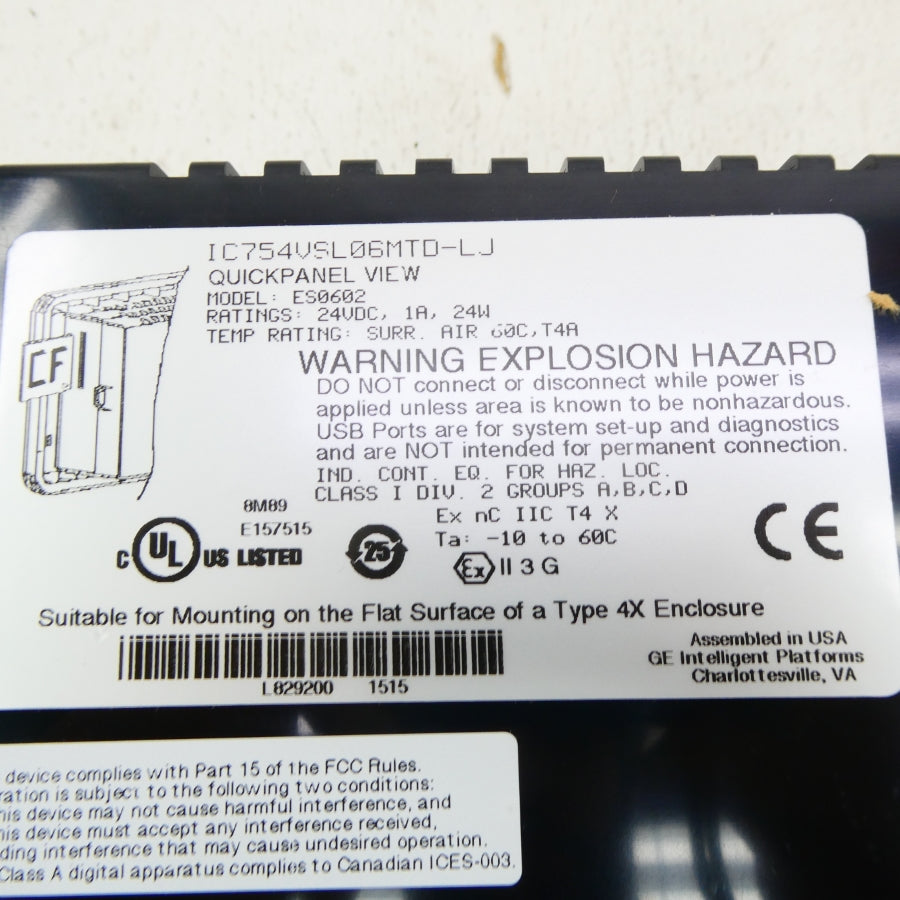 IC754VSL06MTD-LJ
QUICKPANEL VIEW
MODEL: ES0602
RATINGS: 24VDC, 1A, 24W
TEMP RATING: SURR. AIR 60C,T4A
CF
WARNING EXPLOSION HAZARD
DO NOT connect or disconnect while power is
applied unless area is known to be nonhazardous.
USB Ports are for system set-up and diagnostics
and are NOT intended for permanent connection.
IND. CONT. EQ. FOR HAZ. LOC.
CLASS I DIV. 2 GROUPS A,B,C,D
8M89
E157515
C UL US LISTED
25
Ex nC IIC T4 X
Ta: -10 to 60C
Ex II 3 G
CE
Suitable for Mounting on the Flat Surface of a Type 4X Enclosure
L829200 1515
Assembled in USA
GE Intelligent Platforms
Charlottesville, VA
device complies with Part 15 of the FCC Rules.
ration is subject to the following two conditions:
his device may not cause harmful interference, and
his device must accept any interference received,
ding interference that may cause undesired operation.
Class A digital apparatus complies to Canadian ICES-003.